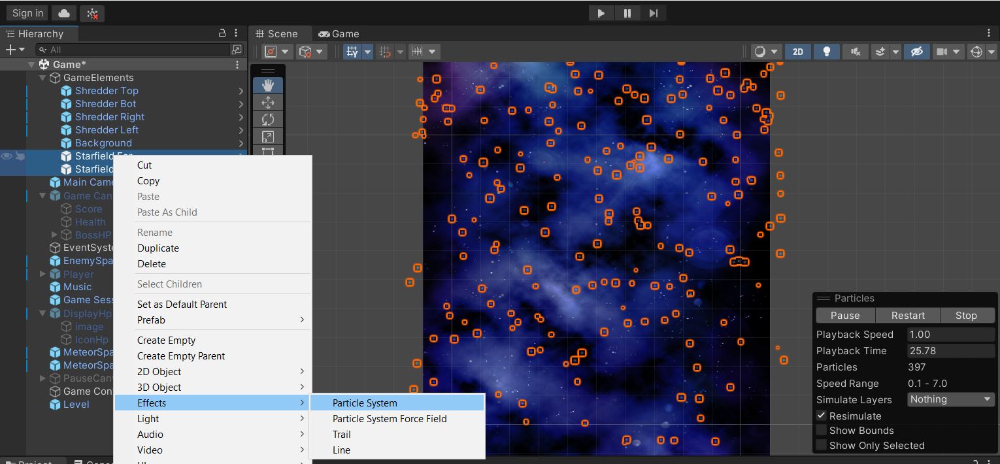 Sign in
Hierarchy
Scene
Game
All
2D
Game*
GameElements
Shredder Top
Shredder Bot
Shredder Right
Shredder Left
Background
Starfield Far
Starfield
Main Came
Game Can
Score
Health
BossHP
EventSyste
EnemySpa
Player
Music
Game Sess
DisplayHp
image
IconHp
MeteorSpa
MeteorSpa
PauseCanv
Game Cont
Level
Cut
Copy
Paste
Paste As Child
Rename
Duplicate
Delete
Select Children
Set as Default Parent
Prefab
Create Empty
Create Empty Parent
2D Object
3D Object
Effects
Light
Audio
Video
Particle System
Particle System Force Field
Trail
Line
Particles
Pause Restart Stop
Playback Speed 1.00
Playback Time 25.78
Particles 397
Speed Range 0.1 - 7.0
Simulate Layers Nothing
Resimulate
Show Bounds
Show Only Selected
Project